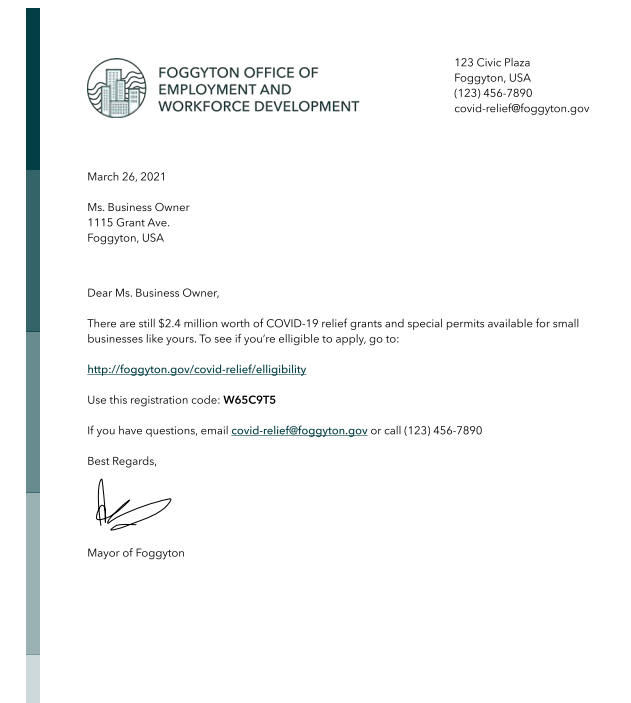 FOGGYTON OFFICE OF
EMPLOYMENT AND
WORKFORCE DEVELOPMENT
123 Civic Plaza
Foggyton, USA
(123) 456-7890
covid-relief@foggyton.gov
March 26, 2021
Ms. Business Owner
1115 Grant Ave.
Foggyton, USA
Dear Ms. Business Owner,
There are still $2.4 million worth of COVID-19 relief grants and special permits available for small
businesses like yours. To see if you’re elligible to apply, go to:
http://foggyton.gov/covid-relief/elligibility
Use this registration code: W65C9T5
If you have questions, email covid-relief@foggyton.gov or call (123) 456-7890
Best Regards,
Mayor of Foggyton